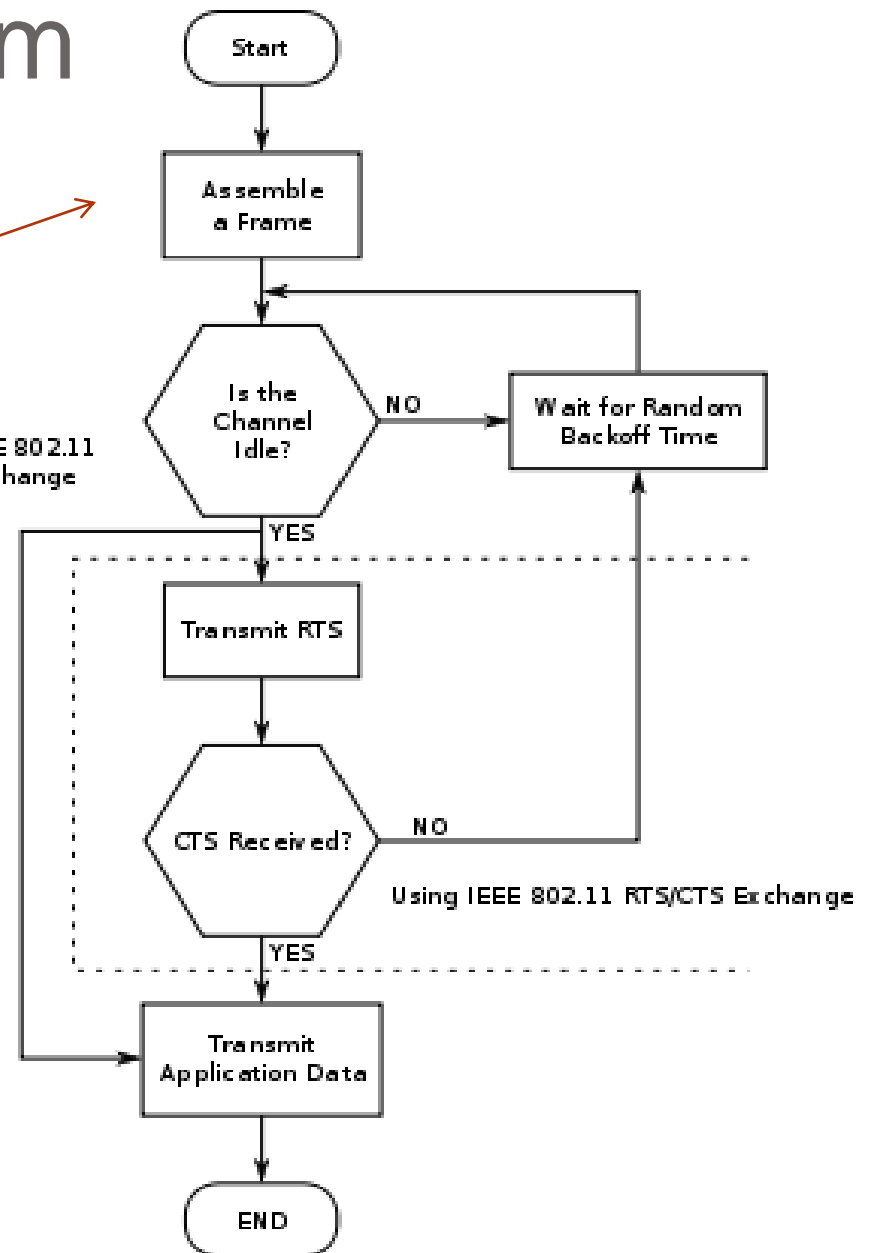 m
Start
Assemble
a Frame
Is the
Channel
Idle?
NO
Wait for Random
Backoff Time
802.11
YES
Transmit RTS
CTS Received?
NO
Using IEEE 802.11 RTS/CTS Exchange
YES
Transmit
Application Data
END